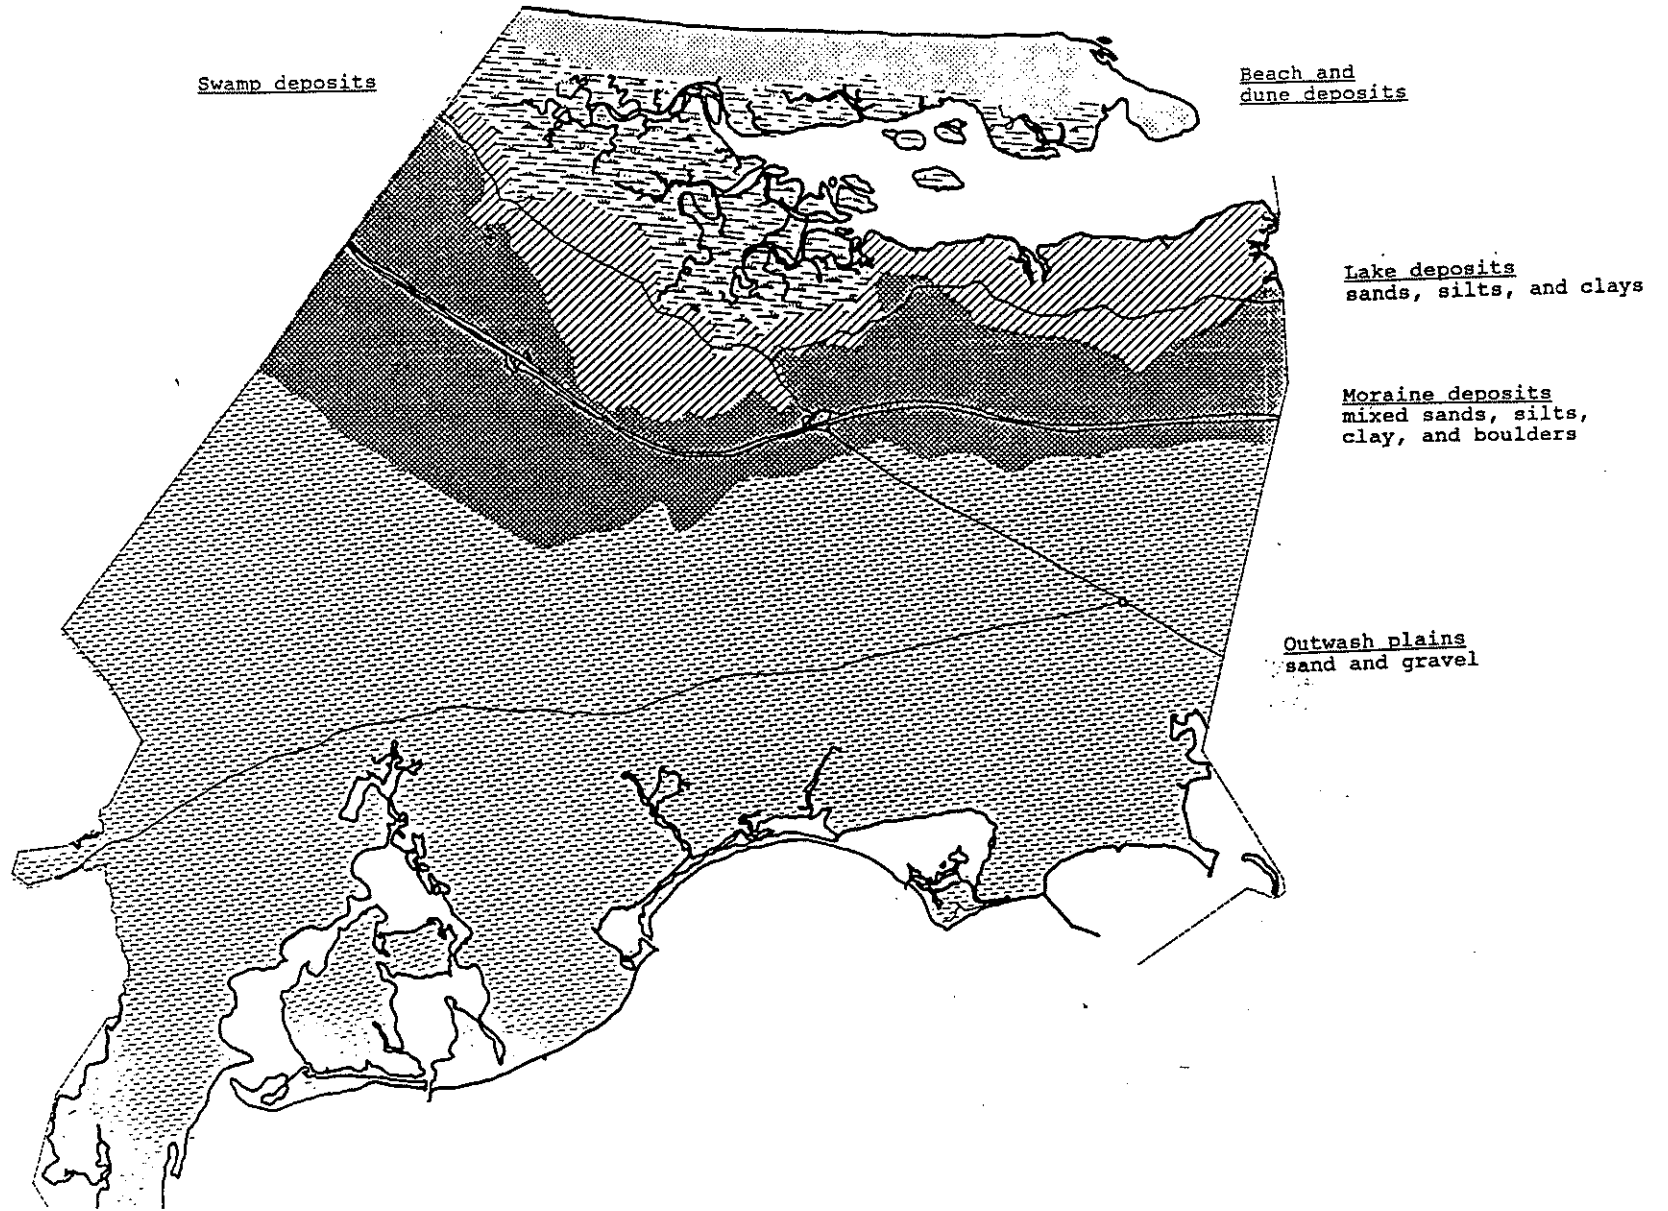 Swamp deposits
Beach and
dune deposits
Lake deposits
sands, silts, and clays
Moraine deposits
mixed sands, silts,
clay, and boulders
Outwash plains
sand and gravel